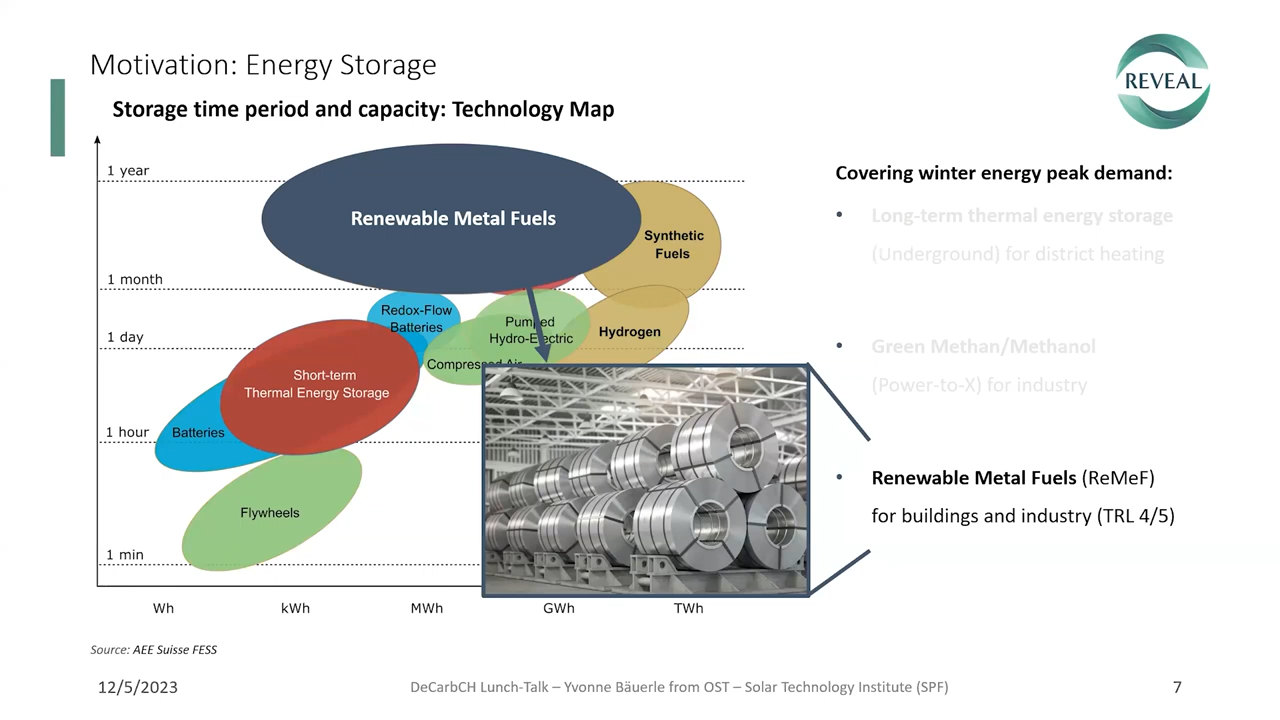 Motivation: Energy Storage
REVEAL
Storage time period and capacity: Technology Map
1 year
1 month
1 day
1 hour
1 min
Renewable Metal Fuels
Synthetic
Fuels
Redox-Flow
Batteries
Pumped
Hydro-Electric
Hydrogen
Compressed Air
Short-term
Thermal Energy Storage
Batteries
Flywheels
Wh
kWh
MWh
GWh
TWh
Covering winter energy peak demand:
• Long-term thermal energy storage
(Underground) for district heating
• Green Methan/Methanol
(Power-to-X) for industry
• Renewable Metal Fuels (ReMeF)
for buildings and industry (TRL 4/5)
Source: AEE Suisse FESS
12/5/2023
DeCarbCH Lunch-Talk – Yvonne Bäuerle from OST – Solar Technology Institute (SPF)
7